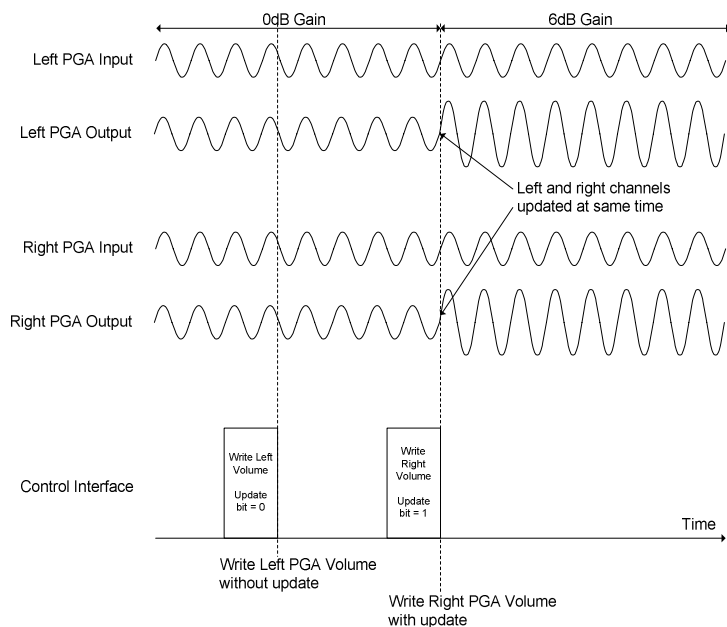 0dB Gain
6dB Gain
Left PGA Input
Left PGA Output
Left and right channels
updated at same time
Right PGA Input
Right PGA Output
Control Interface
Write Left
Volume
Update
bit = 0
Write
Right
Volume
Update
bit = 1
Time
Write Left PGA Volume
without update
Write Right PGA Volume
with update